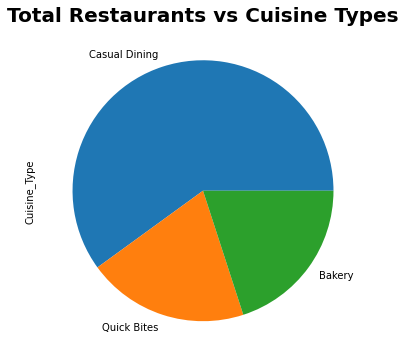 Total Restaurants vs Cuisine Types
Casual Dining
Cuisine_Type
Bakery
Quick Bites